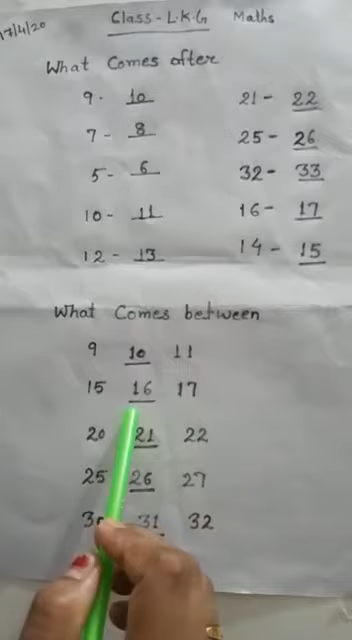 17/4/20 Class - L.K.G Maths
What Comes after
9 - 10 21 - 22
7 - 8 25 - 26
5 - 6 32 - 33
10 - 11 16 - 17
12 - 13 14 - 15
What Comes between
9 10 11
15 16 17
20 21 22
25 26 27
30 31 32